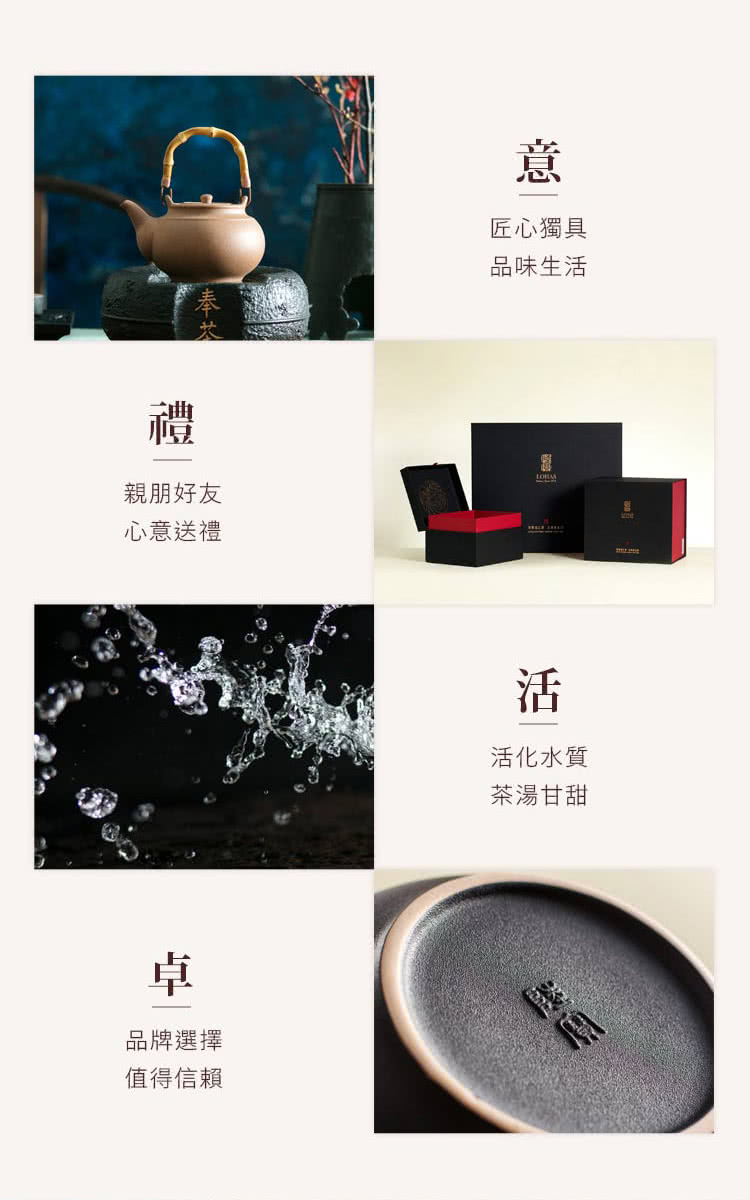 意
匠心獨具
品味生活
奉茶
禮
親朋好友
心意送禮
LOHAS
活
活化水質
茶湯甘甜
卓
品牌選擇
值得信賴